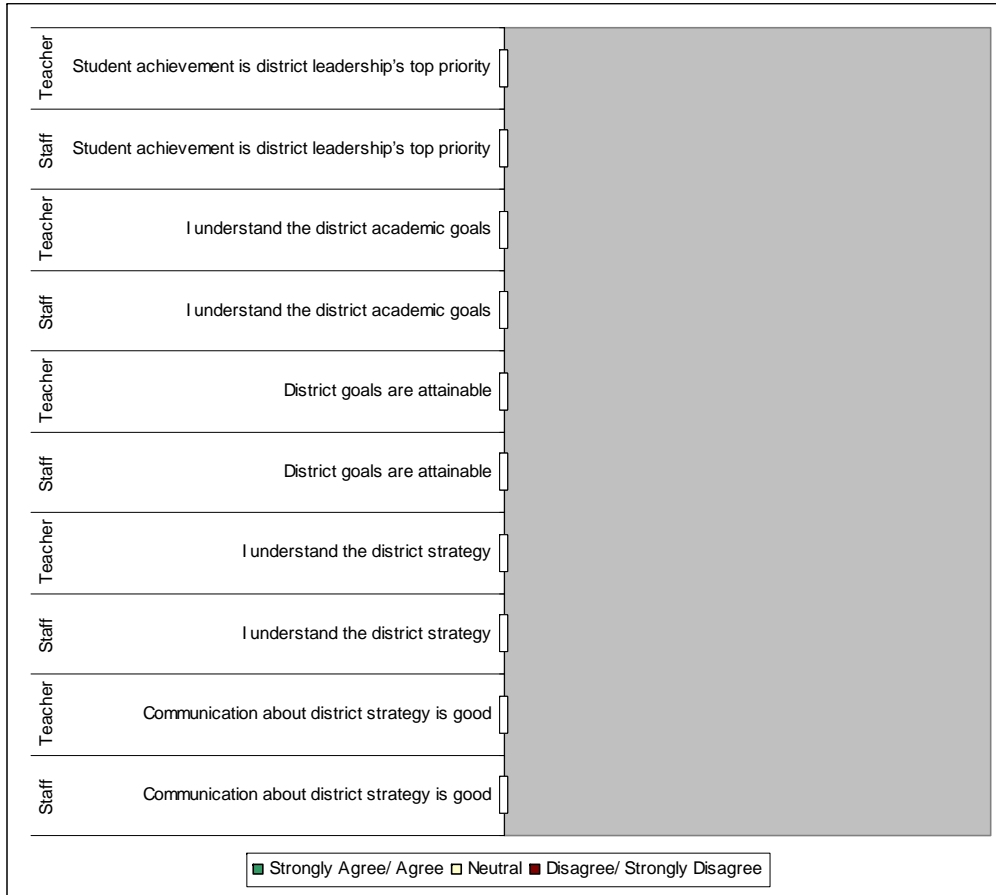 Teacher Student achievement is district leadership's top priority
Staff Student achievement is district leadership's top priority
Teacher I understand the district academic goals
Staff I understand the district academic goals
Teacher District goals are attainable
Staff District goals are attainable
Teacher I understand the district strategy
Staff I understand the district strategy
Teacher Communication about district strategy is good
Staff Communication about district strategy is good
Strongly Agree/ Agree Neutral Disagree/ Strongly Disagree